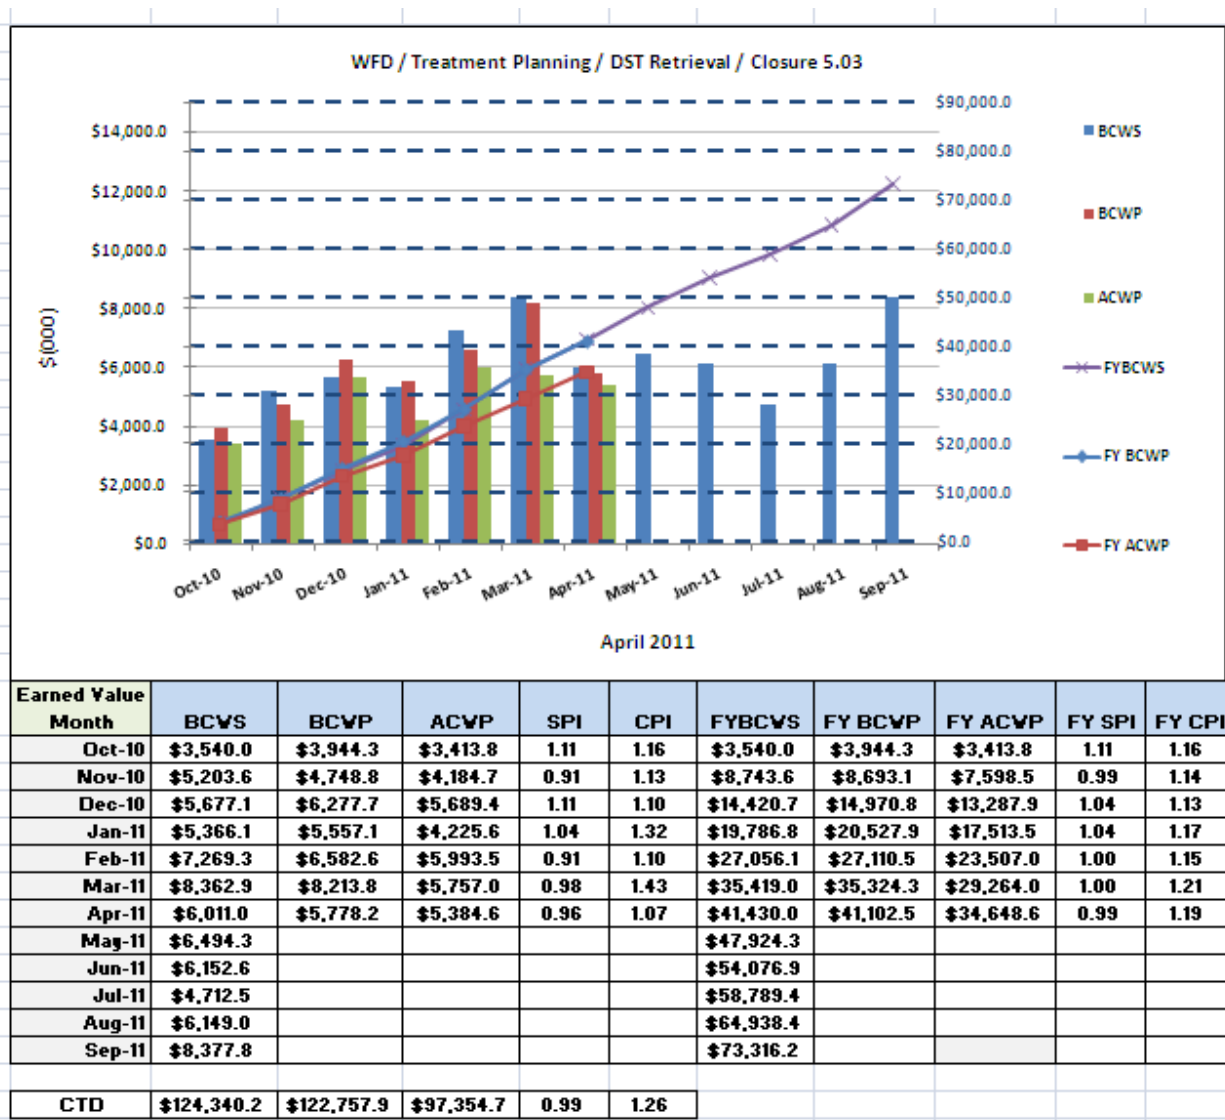 WFD / Treatment Planning / DST Retrieval / Closure 5.03
$14,000.0
$12,000.0
$10,000.0
$8,000.0
$6,000.0
$4,000.0
$2,000.0
$0.0
$(000)
$90,000.0
$80,000.0
$70,000.0
$60,000.0
$50,000.0
$40,000.0
$30,000.0
$20,000.0
$10,000.0
$0.0
BCWS
BCWP
ACWP
FYBCWS
FY BCWP
FY ACWP
Oct-10 Nov-10 Dec-10 Jan-11 Feb-11 Mar-11 Apr-11 May-11 Jun-11 Jul-11 Aug-11 Sep-11
April 2011
Earned Value
Month BCWS BCWP ACWP SPI CPI FYBCWS FY BCWP FY ACWP FY SPI FY CPI
Oct-10 $3,540.0 $3,944.3 $3,413.8 1.11 1.16 $3,540.0 $3,944.3 $3,413.8 1.11 1.16
Nov-10 $5,203.6 $4,748.8 $4,184.7 0.91 1.13 $8,743.6 $8,693.1 $7,598.5 0.99 1.14
Dec-10 $5,677.1 $6,277.7 $5,689.4 1.11 1.10 $14,420.7 $14,970.8 $13,287.9 1.04 1.13
Jan-11 $5,366.1 $5,557.1 $4,225.6 1.04 1.32 $19,786.8 $20,527.9 $17,513.5 1.04 1.17
Feb-11 $7,269.3 $6,582.6 $5,993.5 0.91 1.10 $27,056.1 $27,110.5 $23,507.0 1.00 1.15
Mar-11 $8,362.9 $8,213.8 $5,757.0 0.98 1.43 $35,419.0 $35,324.3 $29,264.0 1.00 1.21
Apr-11 $6,011.0 $5,778.2 $5,384.6 0.96 1.07 $41,430.0 $41,102.5 $34,648.6 0.99 1.19
May-11 $6,494.3 $47,924.3
Jun-11 $6,152.6 $54,076.9
Jul-11 $4,712.5 $58,789.4
Aug-11 $6,149.0 $64,938.4
Sep-11 $8,377.8 $73,316.2
CTD $124,340.2 $122,757.9 $97,354.7 0.99 1.26